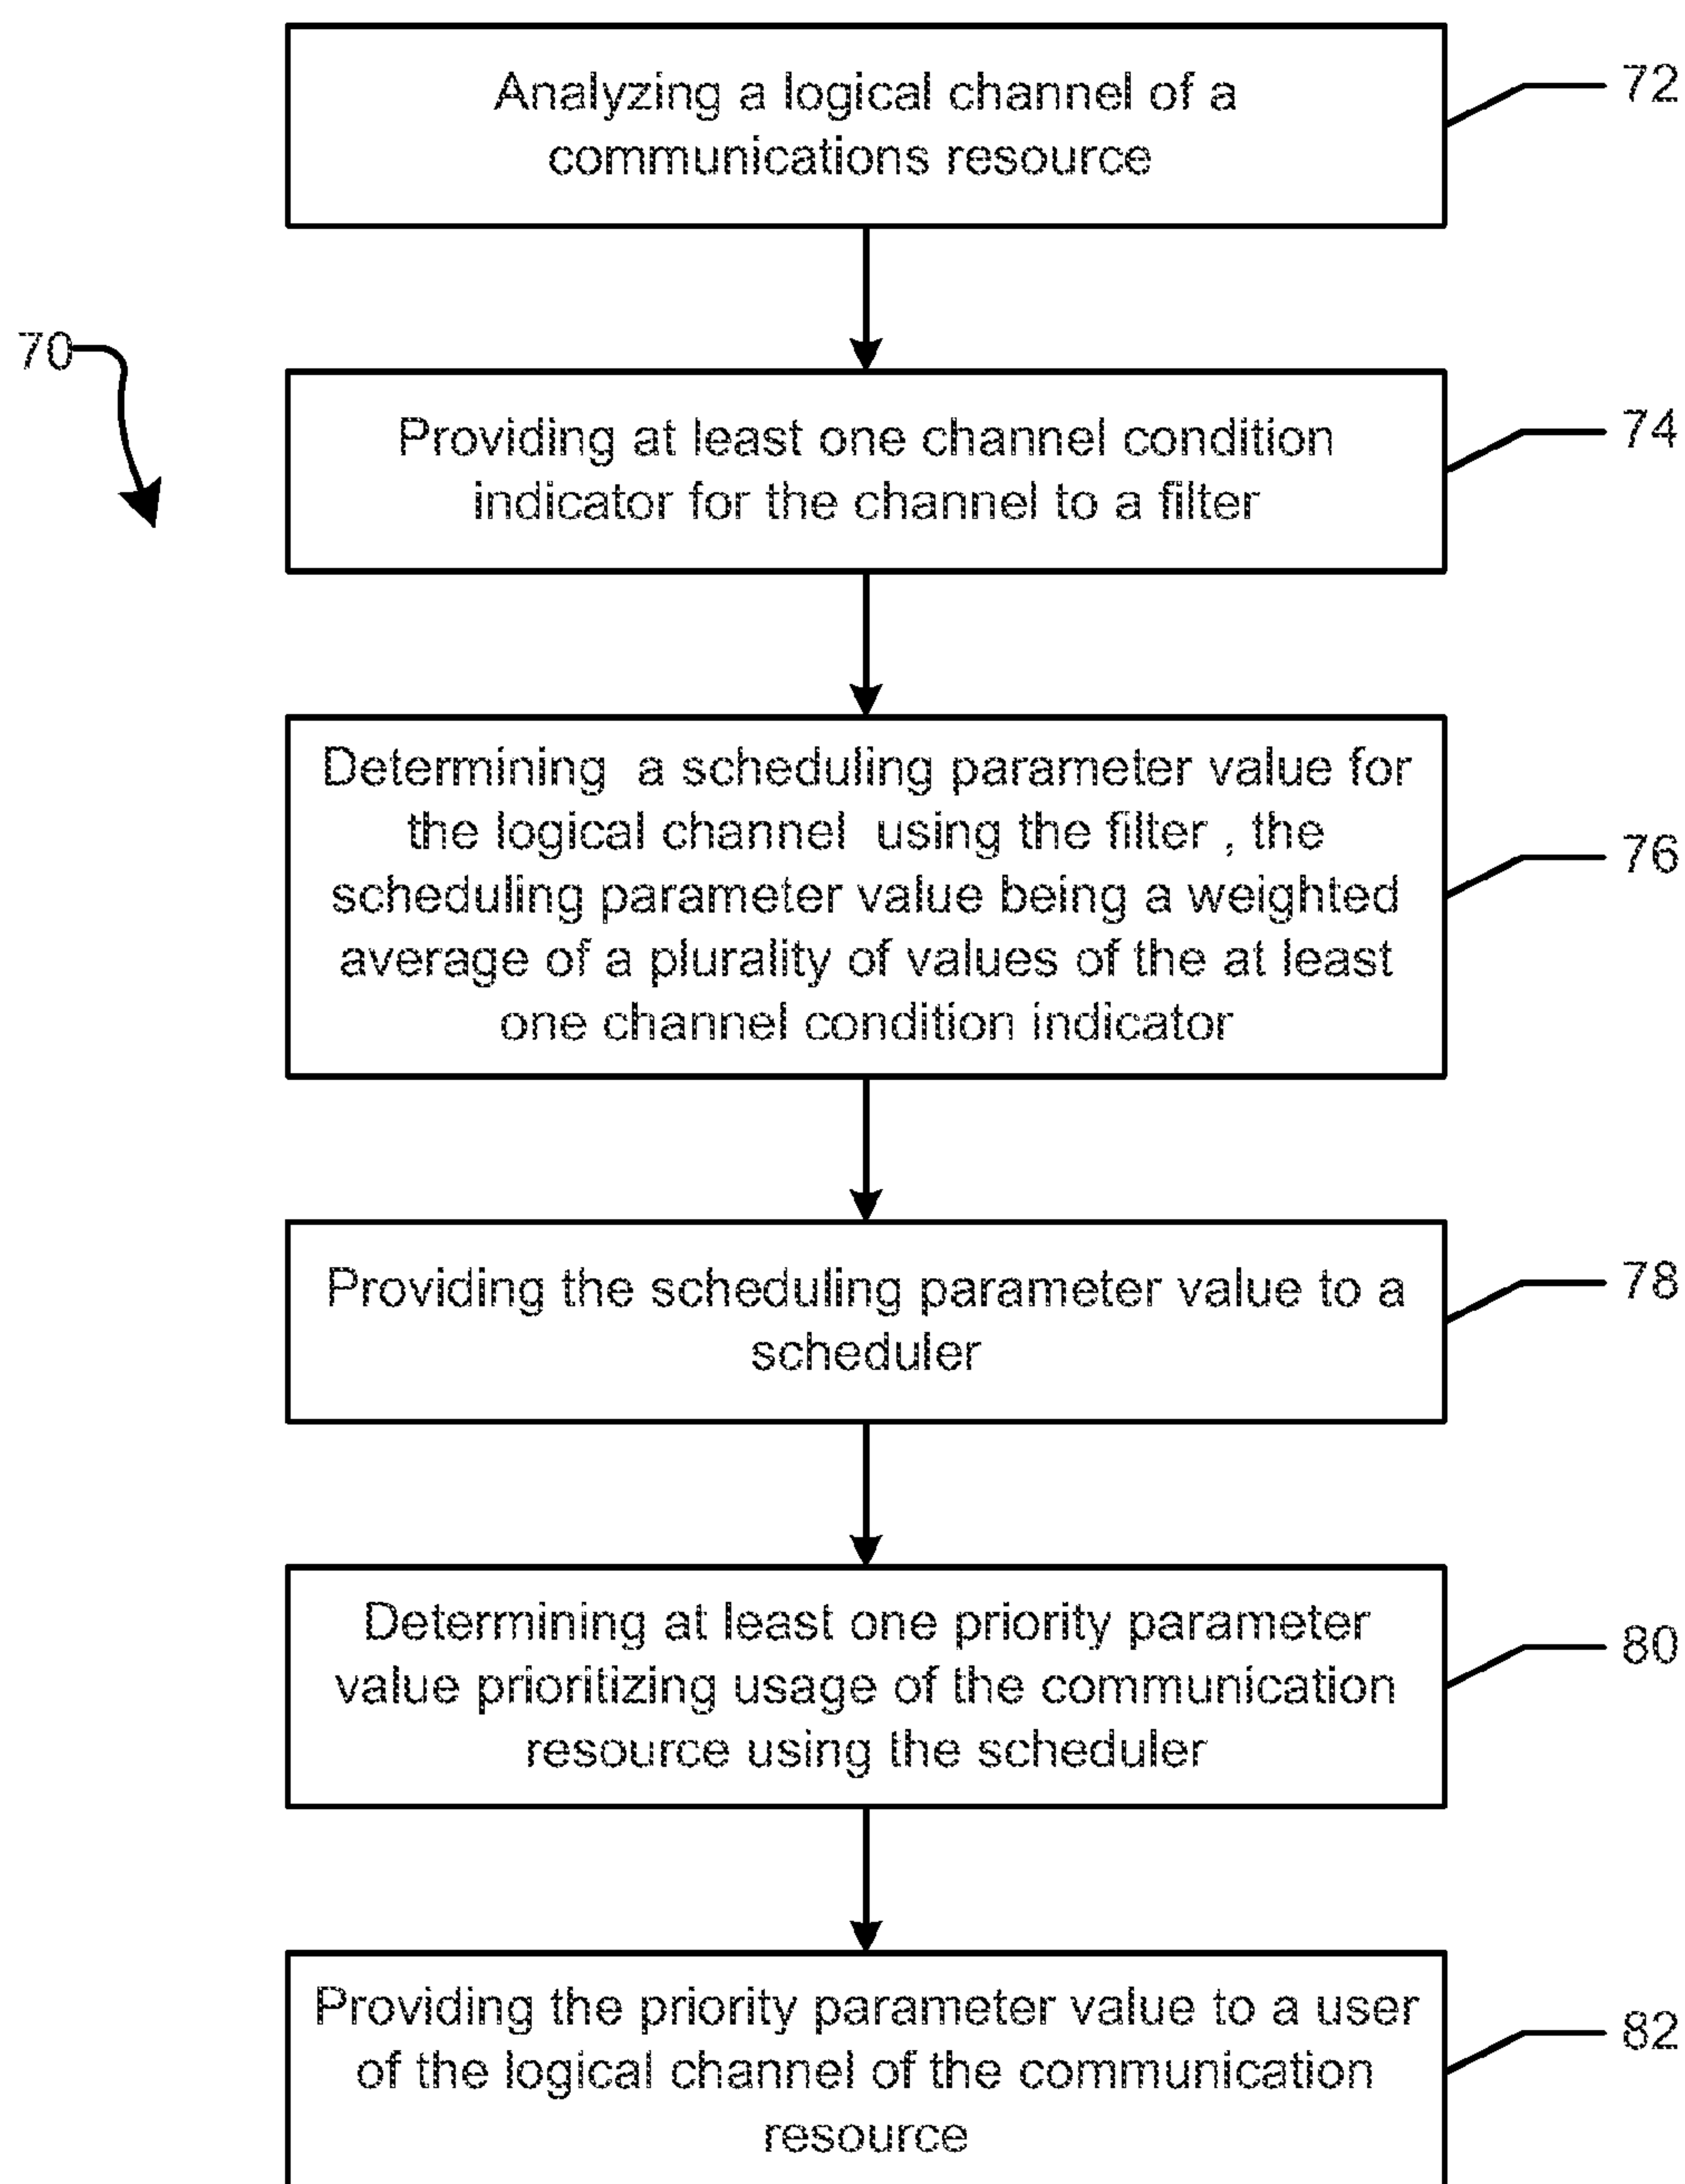 Analyzing a logical channel of a
communications resource
72
70
Providing at least one channel condition
indicator for the channel to a filter
74
Determining a scheduling parameter value for
the logical channel using the filter , the
scheduling parameter value being a weighted
average of a plurality of values of the at least
one channel condition indicator
76
Providing the scheduling parameter value to a
scheduler
78
Determining at least one priority parameter
value prioritizing usage of the communication
resource using the scheduler
80
Providing the priority parameter value to a user
of the logical channel of the communication
resource
82